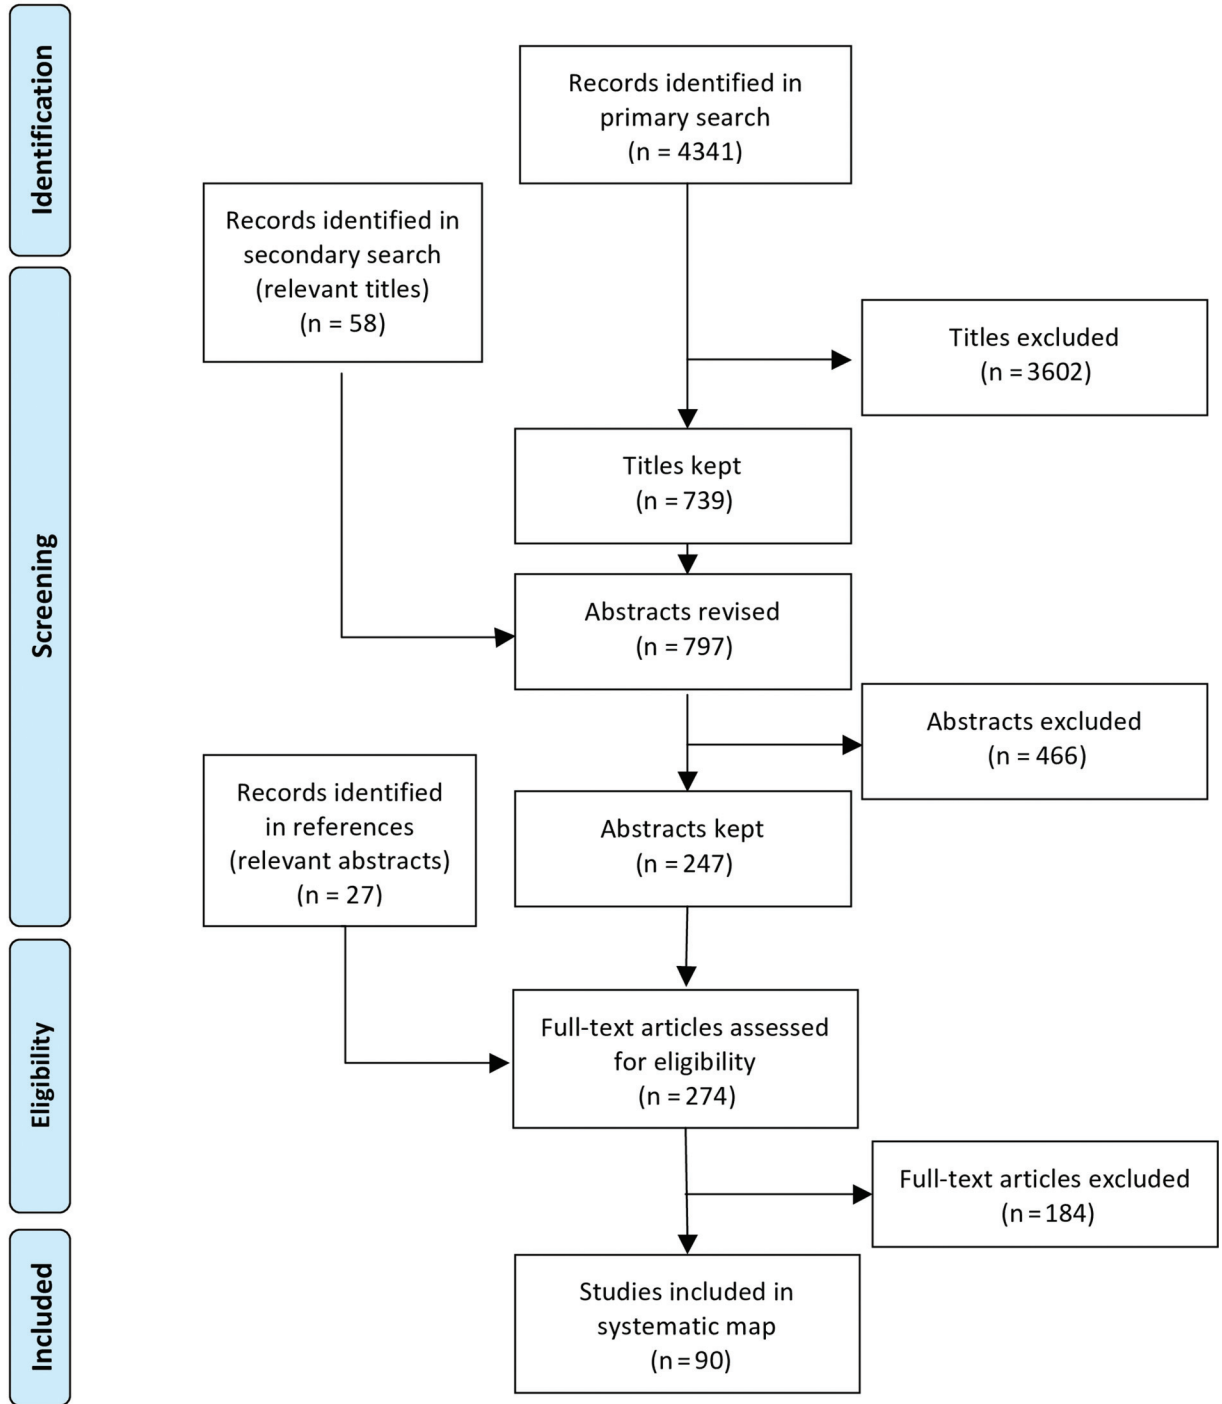 Identification
Records identified in
primary search
(n = 4341)
Records identified in
secondary search
(relevant titles)
(n = 58)
Titles excluded
(n = 3602)
Screening
Titles kept
(n = 739)
Abstracts revised
(n = 797)
Abstracts excluded
(n = 466)
Records identified
in references
(relevant abstracts)
(n = 27)
Abstracts kept
(n = 247)
Eligibility
Full-text articles assessed
for eligibility
(n = 274)
Full-text articles excluded
(n = 184)
Included
Studies included in
systematic map
(n = 90)